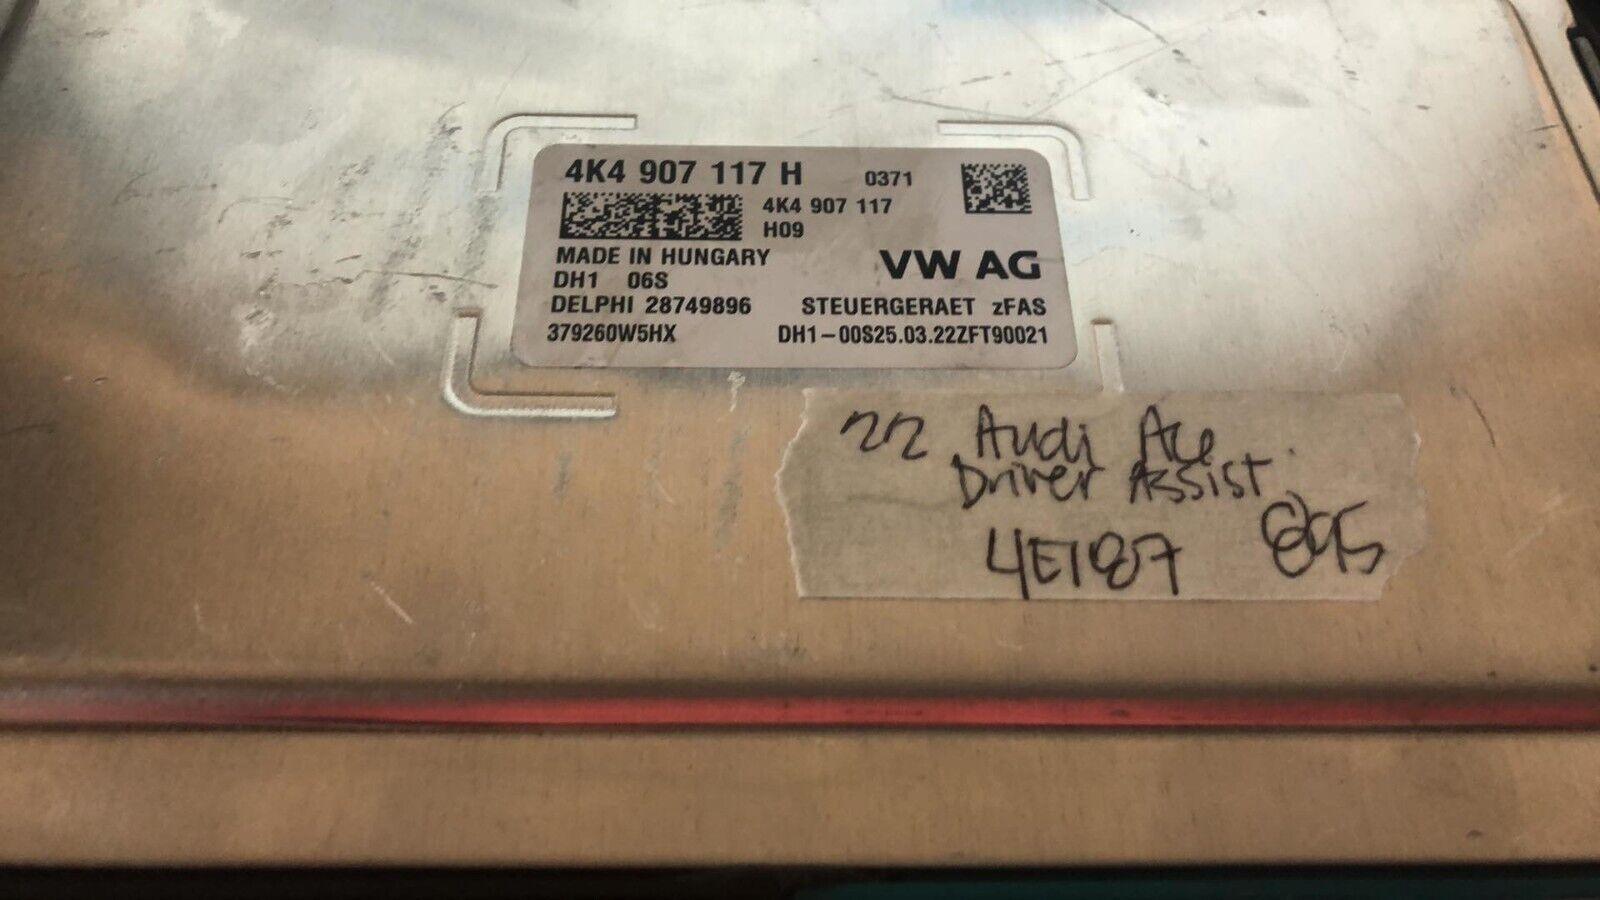 4K4 907 117 H 0371
4K4 907 117
H09
MADE IN HUNGARY VW AG
DH1 06S
DELPHI 28749896 STEUERGERAET zFAS
379260W5HX DH1-00S25.03.22ZFT90021
22 Audi
Driver Assist
4E187